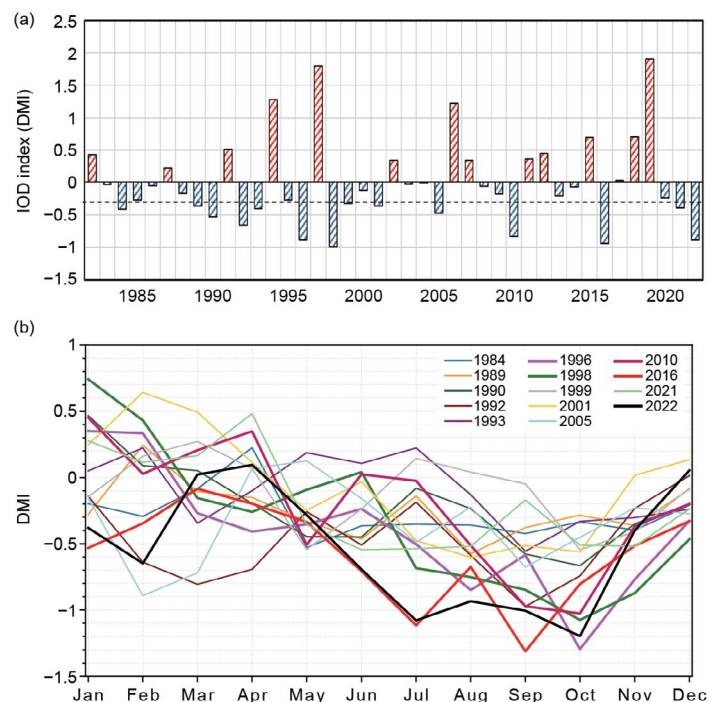 (a)
IOD index (DMI)
2.5
2
1.5
1
0.5
0
−0.5
−1
−1.5
1985 1990 1995 2000 2005 2010 2015 2020
(b)
DMI
1
0.5
0
−0.5
−1
−1.5
1984 1996 2010
1989 1998 2016
1990 1999 2021
1992 2001 2022
1993 2005
Jan Feb Mar Apr May Jun Jul Aug Sep Oct Nov Dec